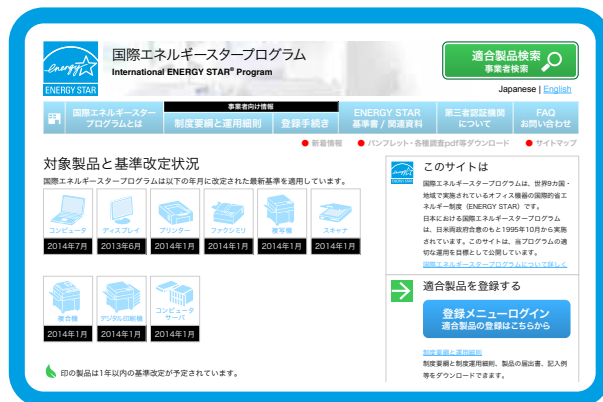 energy
ENERGY STAR
国際エネルギースタープログラム
International ENERGY STAR® Program
適合製品検索
事業者検索
Japanese | English
国際エネルギースター
プログラムとは
事業者向け情報
制度要綱と運用細則
登録手続き
ENERGY STAR
基準書 / 関連資料
第三者認証機関
について
FAQ
お問い合わせ
新着情報
パンフレット・各種調査pdf等ダウンロード
サイトマップ
対象製品と基準改定状況
国際エネルギースタープログラムは以下の年月に改定された最新基準を適用しています。
コンピュータ
2014年7月
ディスプレイ
2013年6月
プリンター
2014年1月
ファクシミリ
2014年1月
複写機
2014年1月
スキャナ
2014年1月
複合機
2014年1月
デジタル印刷機
2014年1月
コンピュータ
サーバ
2014年1月
印の製品は1年以内の基準改定が予定されています。
このサイトは
国際エネルギースタープログラムは、世界9カ国・
地域で実施されているオフィス機器の国際的省エ
ネルギー制度（ENERGY STAR）です。
日本における国際エネルギースタープログラム
は、日米両政府合意のもと1995年10月から実施
されています。このサイトは、当プログラムの適
切な運用を目標として公開しています。
国際エネルギースタープログラムについて詳しく
適合製品を登録する
登録メニューログイン
適合製品の登録はこちらから
制度要綱と運用細則
制度要綱と制度運用細則、製品の届出書、記入例
等をダウンロードできます。